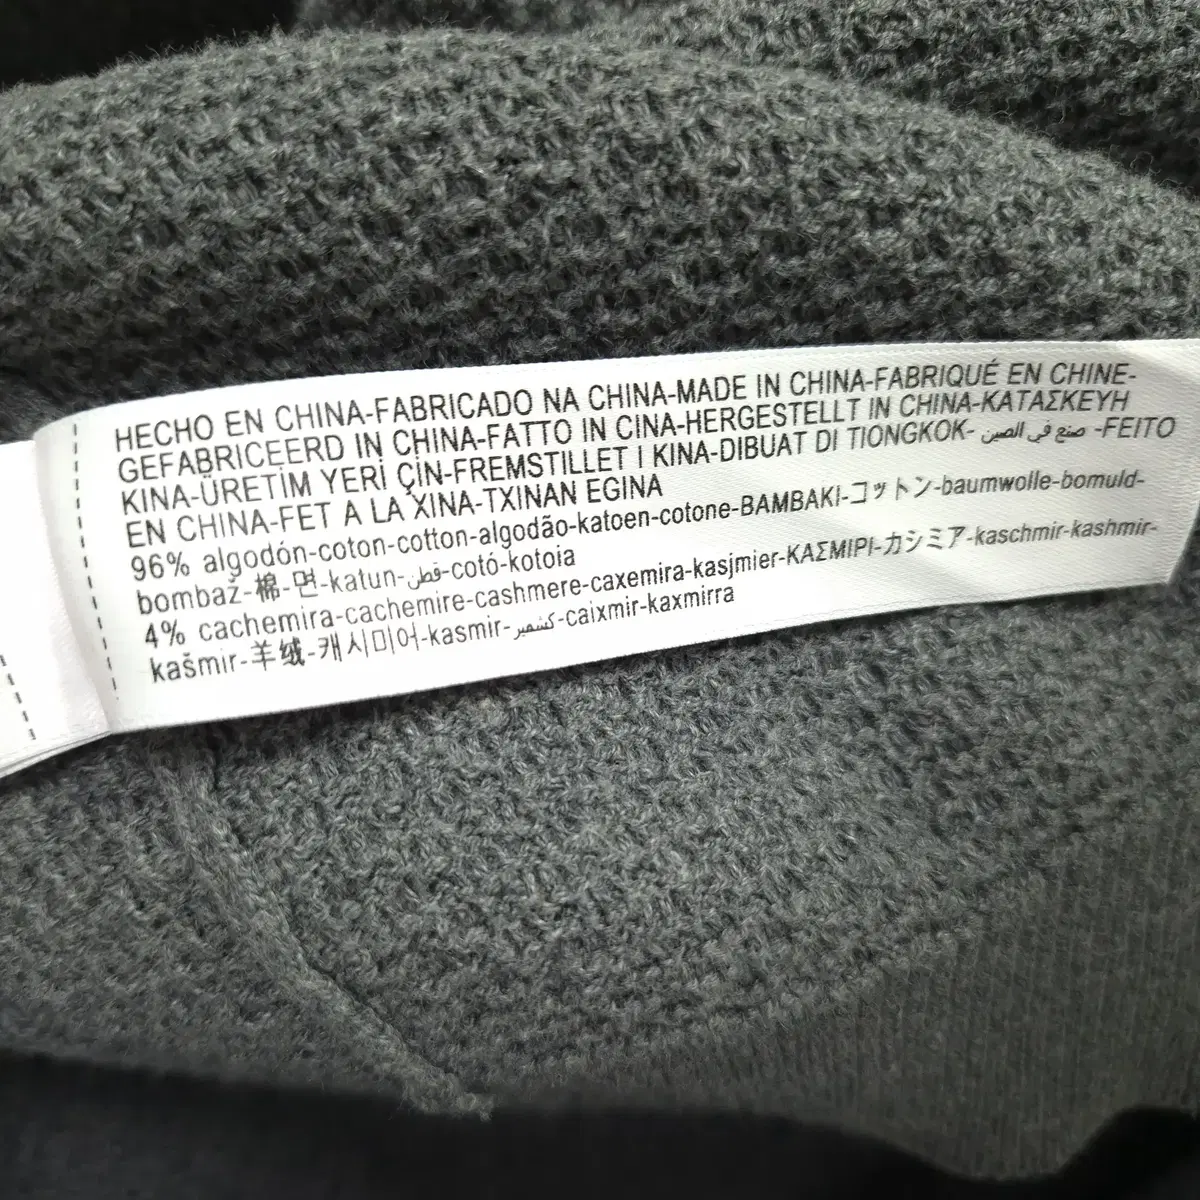 HECHO EN CHINA-FABRICADO NA CHINA-MADE IN CHINA-FABRIQUÉ EN CHINE-
GEFABRICEERD IN CHINA-FATTO IN CINA-HERGESTELLT IN CHINA-ΚΑΤΑΣΚΕΥΗ
KINA-ÜRETİM YERİ ÇİN-FREMSTILLET I KINA-DIBUAT DI TIONGKOK- صنع في الصين -FEITO
EN CHINA-FET A LA XINA-TXINAN EGINA
96% algodón-coton-cotton-algodão-katoen-cotone-BAMBAKI-コットン-baumwolle-bomuld-
bombaž-棉-면-katun-قطن-cotó-kotoia
4% cachemira-cachemire-cashmere-caxemira-kasjmier-ΚΑΣΜΙΡΙ-カシミア-kaschmir-kashmir-
kašmir-羊绒-캐시미어-kasmir-كشمير-caixmir-kaxmirra